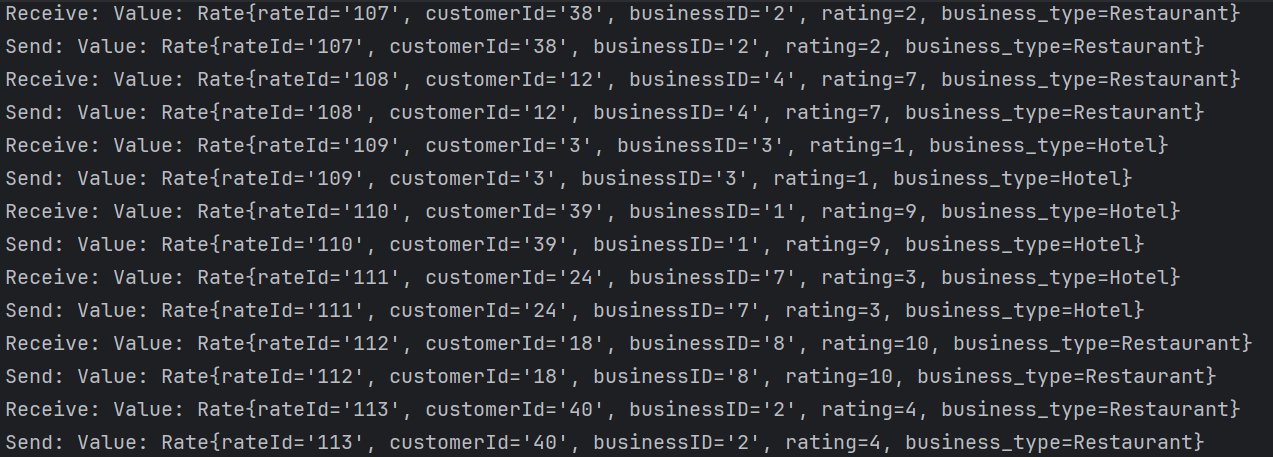 Receive: Value: Rate{rateId='107', customerId='38', businessID='2', rating=2, business_type=Restaurant}
Send: Value: Rate{rateId='107', customerId='38', businessID='2', rating=2, business_type=Restaurant}
Receive: Value: Rate{rateId='108', customerId='12', businessID='4', rating=7, business_type=Restaurant}
Send: Value: Rate{rateId='108', customerId='12', businessID='4', rating=7, business_type=Restaurant}
Receive: Value: Rate{rateId='109', customerId='3', businessID='3', rating=1, business_type=Hotel}
Send: Value: Rate{rateId='109', customerId='3', businessID='3', rating=1, business_type=Hotel}
Receive: Value: Rate{rateId='110', customerId='39', businessID='1', rating=9, business_type=Hotel}
Send: Value: Rate{rateId='110', customerId='39', businessID='1', rating=9, business_type=Hotel}
Receive: Value: Rate{rateId='111', customerId='24', businessID='7', rating=3, business_type=Hotel}
Send: Value: Rate{rateId='111', customerId='24', businessID='7', rating=3, business_type=Hotel}
Receive: Value: Rate{rateId='112', customerId='18', businessID='8', rating=10, business_type=Restaurant}
Send: Value: Rate{rateId='112', customerId='18', businessID='8', rating=10, business_type=Restaurant}
Receive: Value: Rate{rateId='113', customerId='40', businessID='2', rating=4, business_type=Restaurant}
Send: Value: Rate{rateId='113', customerId='40', businessID='2', rating=4, business_type=Restaurant}